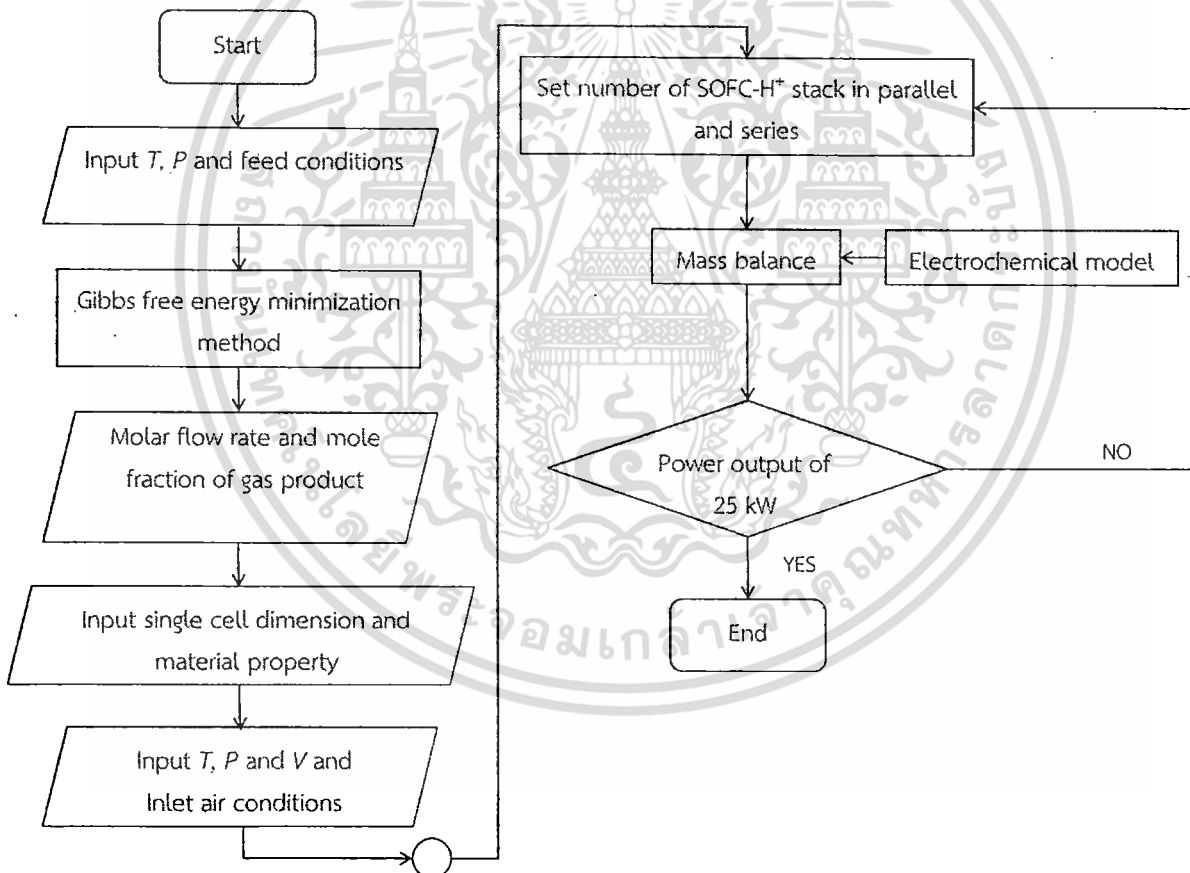 Start
Input T, P and feed conditions
Gibbs free energy minimization
method
Molar flow rate and mole
fraction of gas product
Input single cell dimension and
material property
Input T, P and V and
Inlet air conditions
Set number of SOFC-H⁺ stack in parallel
and series
Mass balance
Electrochemical model
Power output of
25 kW
NO
YES
End